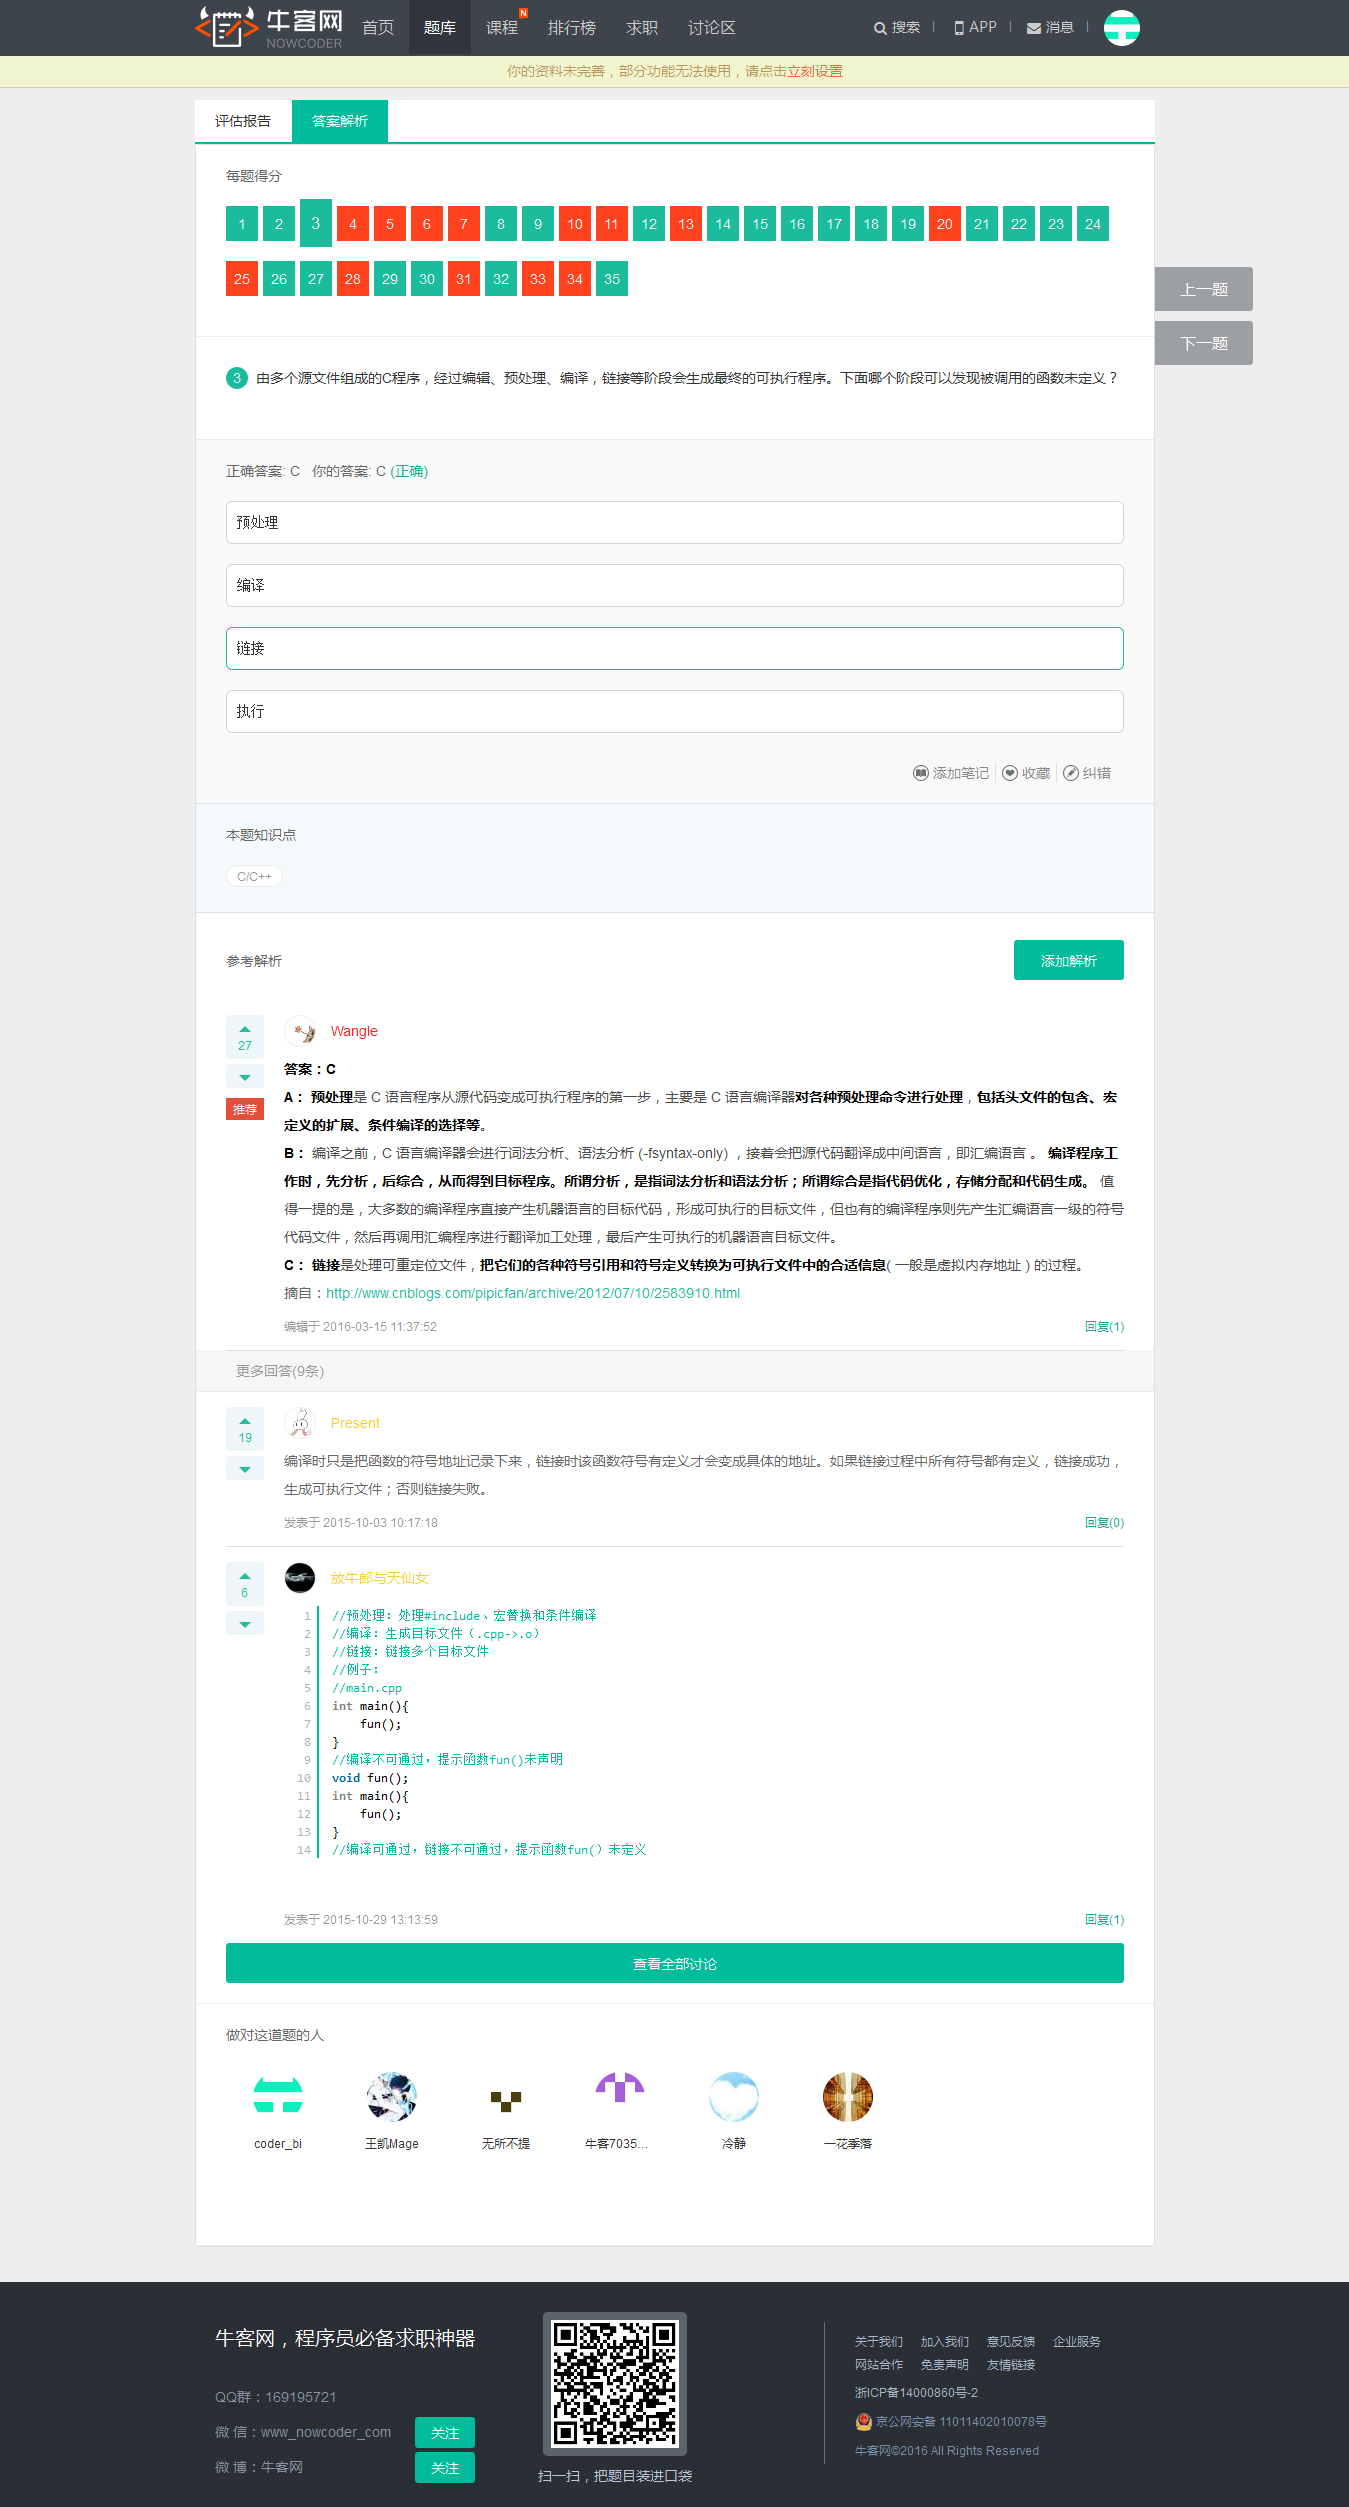 牛客网
NOWCODER
首页 题库 课程 N 排行榜 求职 讨论区 搜索 APP 消息
你的资料未完善，部分功能无法使用，请点击立刻设置
评估报告 答案解析
每题得分
1 2 3 4 5 6 7 8 9 10 11 12 13 14 15 16 17 18 19 20 21 22 23 24
25 26 27 28 29 30 31 32 33 34 35
上一题
下一题
3 由多个源文件组成的C程序，经过编辑、预处理、编译，链接等阶段会生成最终的可执行程序。下面哪个阶段可以发现被调用的函数未定义？
正确答案: C 你的答案: C (正确)
预处理
编译
链接
执行
添加笔记 收藏 纠错
本题知识点
C/C++
参考解析 添加解析
27
推荐
Wangle
答案：C
A： 预处理是 C 语言程序从源代码变成可执行程序的第一步，主要是 C 语言编译器对各种预处理命令进行处理，包括头文件的包含、宏
定义的扩展、条件编译的选择等。
B： 编译之前，C 语言编译器会进行词法分析、语法分析 (-fsyntax-only) ，接着会把源代码翻译成中间语言，即汇编语言 。 编译程序工
作时，先分析，后综合，从而得到目标程序。所谓分析，是指词法分析和语法分析；所谓综合是指代码优化，存储分配和代码生成。 值
得一提的是，大多数的编译程序直接产生机器语言的目标代码，形成可执行的目标文件，但也有的编译程序则先产生汇编语言一级的符号
代码文件，然后再调用汇编程序进行翻译加工处理，最后产生可执行的机器语言目标文件。
C： 链接是处理可重定位文件，把它们的各种符号引用和符号定义转换为可执行文件中的合适信息( 一般是虚拟内存地址 ) 的过程。
摘自：http://www.cnblogs.com/pipicfan/archive/2012/07/10/2583910.html
编辑于 2016-03-15 11:37:52 回复(1)
更多回答(9条)
19
Present
编译时只是把函数的符号地址记录下来，链接时该函数符号有定义才会变成具体的地址。如果链接过程中所有符号都有定义，链接成功，
生成可执行文件；否则链接失败。
发表于 2015-10-03 10:17:18 回复(0)
6
放牛郎与天仙女
1 //预处理: 处理#include、宏替换和条件编译
2 //编译: 生成目标文件（.cpp->.o）
3 //链接: 链接多个目标文件
4 //例子:
5 //main.cpp
6 int main(){
7     fun();
8 }
9 //编译不可通过，提示函数fun()未声明
10 void fun();
11 int main(){
12     fun();
13 }
14 //编译可通过，链接不可通过，提示函数fun(）未定义
发表于 2015-10-29 13:13:59 回复(1)
查看全部讨论
做对这道题的人
coder_bi 王凯Mage 无所不提 牛客7035... 冷静 一花季落
牛客网，程序员必备求职神器
QQ群：169195721
微 信：www_nowcoder_com 关注
微 博：牛客网 关注
扫一扫，把题目装进口袋
关于我们 加入我们 意见反馈 企业服务
网站合作 免责声明 友情链接
浙ICP备14000860号-2
京公网安备 11011402010078号
牛客网©2016 All Rights Reserved